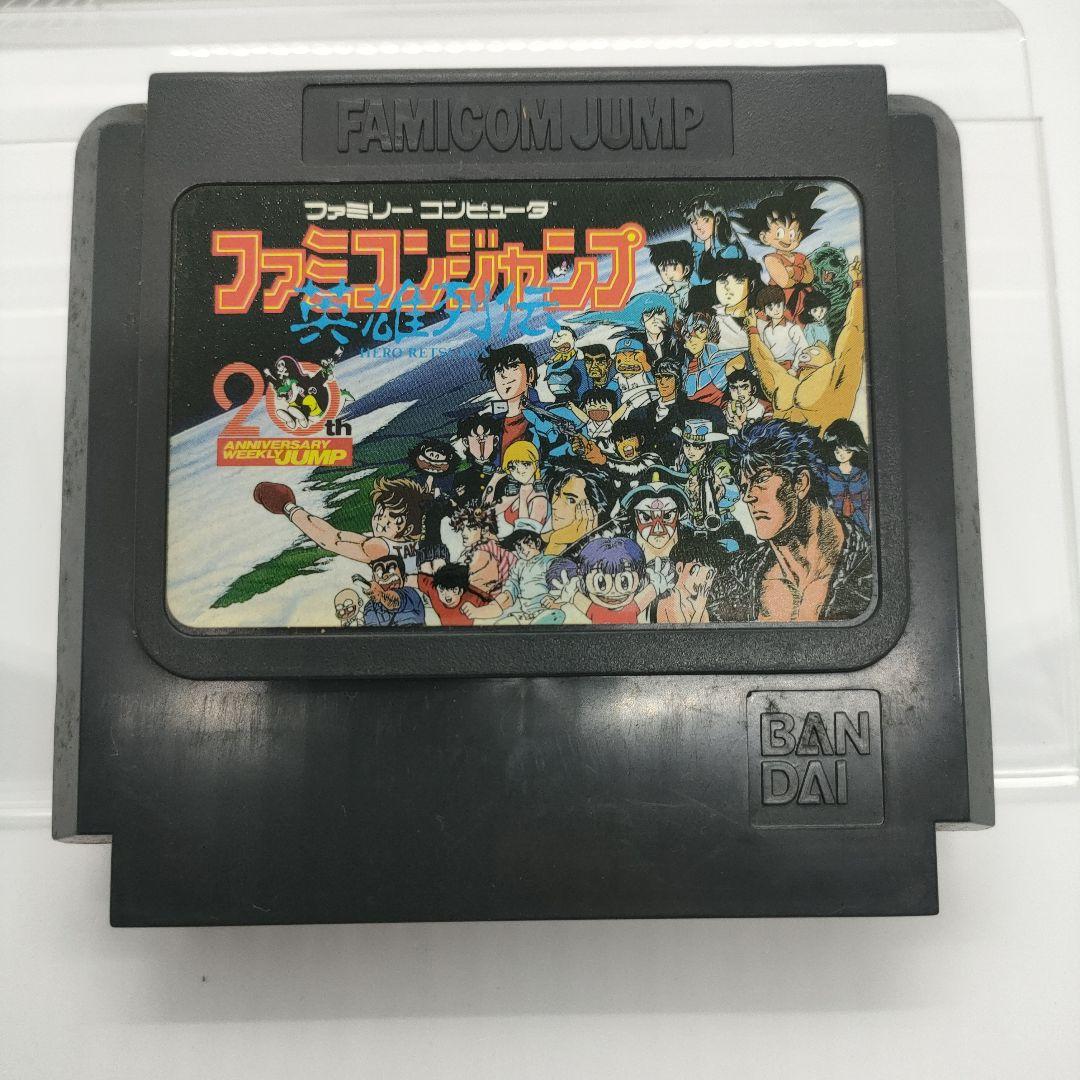 FAMICOM JUMP
ファミリー コンピュータ
ファミコンジャンプ
英雄列伝
HERO
20th
ANNIVERSARY
WEEKLY JUMP
BAN
DAI